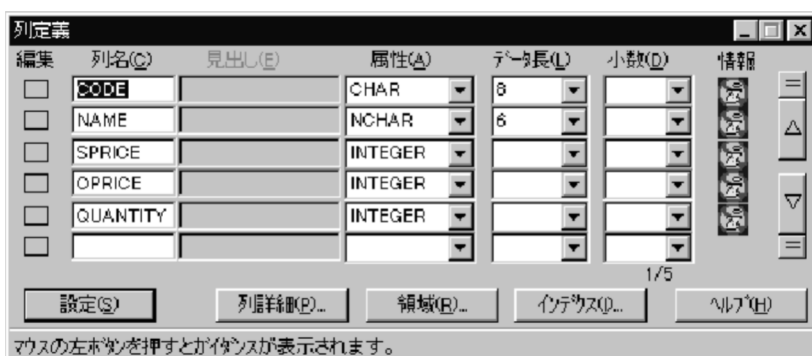 列定義
編集 列名(C) 見出し(E) 属性(A) データ長(L) 小数(D) 情報
CODE CHAR 8
NAME NCHAR 6
SPRICE INTEGER
OPRICE INTEGER
QUANTITY INTEGER
1/5
設定(S) 列詳細(P)... 領域(R)... インデックス(I)... ヘルプ(H)
マウスの左ボタンを押すとガイダンスが表示されます。